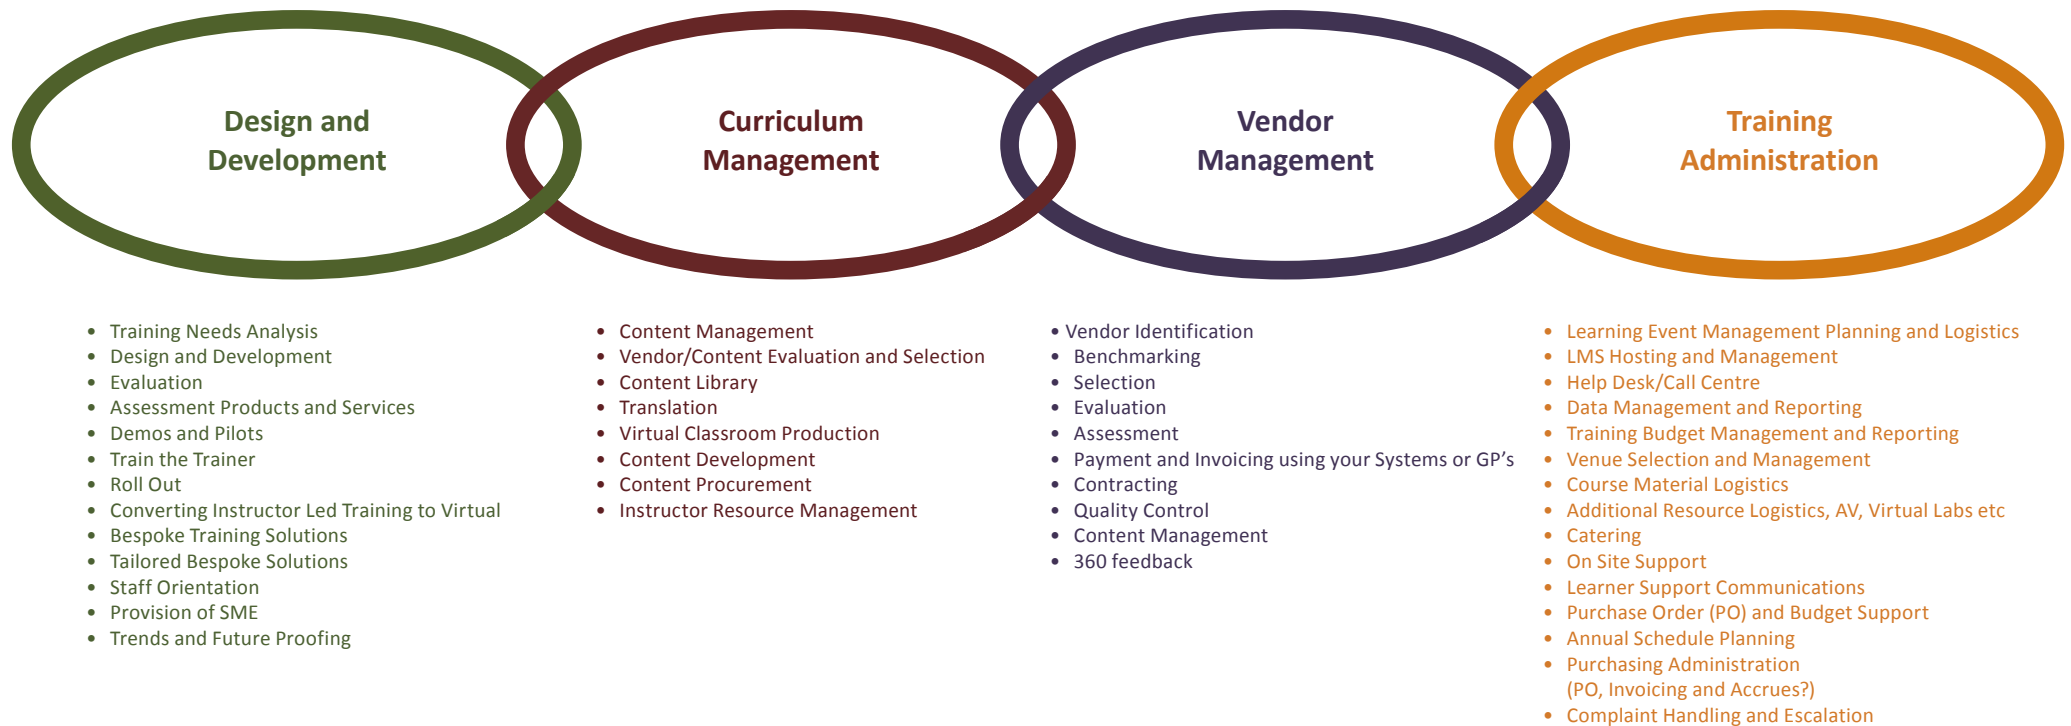 Design and
Development
Curriculum
Management
Vendor
Management
Training
Administration
• Training Needs Analysis
• Design and Development
• Evaluation
• Assessment Products and Services
• Demos and Pilots
• Train the Trainer
• Roll Out
• Converting Instructor Led Training to Virtual
• Bespoke Training Solutions
• Tailored Bespoke Solutions
• Staff Orientation
• Provision of SME
• Trends and Future Proofing
• Content Management
• Vendor/Content Evaluation and Selection
• Content Library
• Translation
• Virtual Classroom Production
• Content Development
• Content Procurement
• Instructor Resource Management
• Vendor Identification
• Benchmarking
• Selection
• Evaluation
• Assessment
• Payment and Invoicing using your Systems or GP's
• Contracting
• Quality Control
• Content Management
• 360 feedback
• Learning Event Management Planning and Logistics
• LMS Hosting and Management
• Help Desk/Call Centre
• Data Management and Reporting
• Training Budget Management and Reporting
• Venue Selection and Management
• Course Material Logistics
• Additional Resource Logistics, AV, Virtual Labs etc
• Catering
• On Site Support
• Learner Support Communications
• Purchase Order (PO) and Budget Support
• Annual Schedule Planning
• Purchasing Administration
(PO, Invoicing and Accrues?)
• Complaint Handling and Escalation